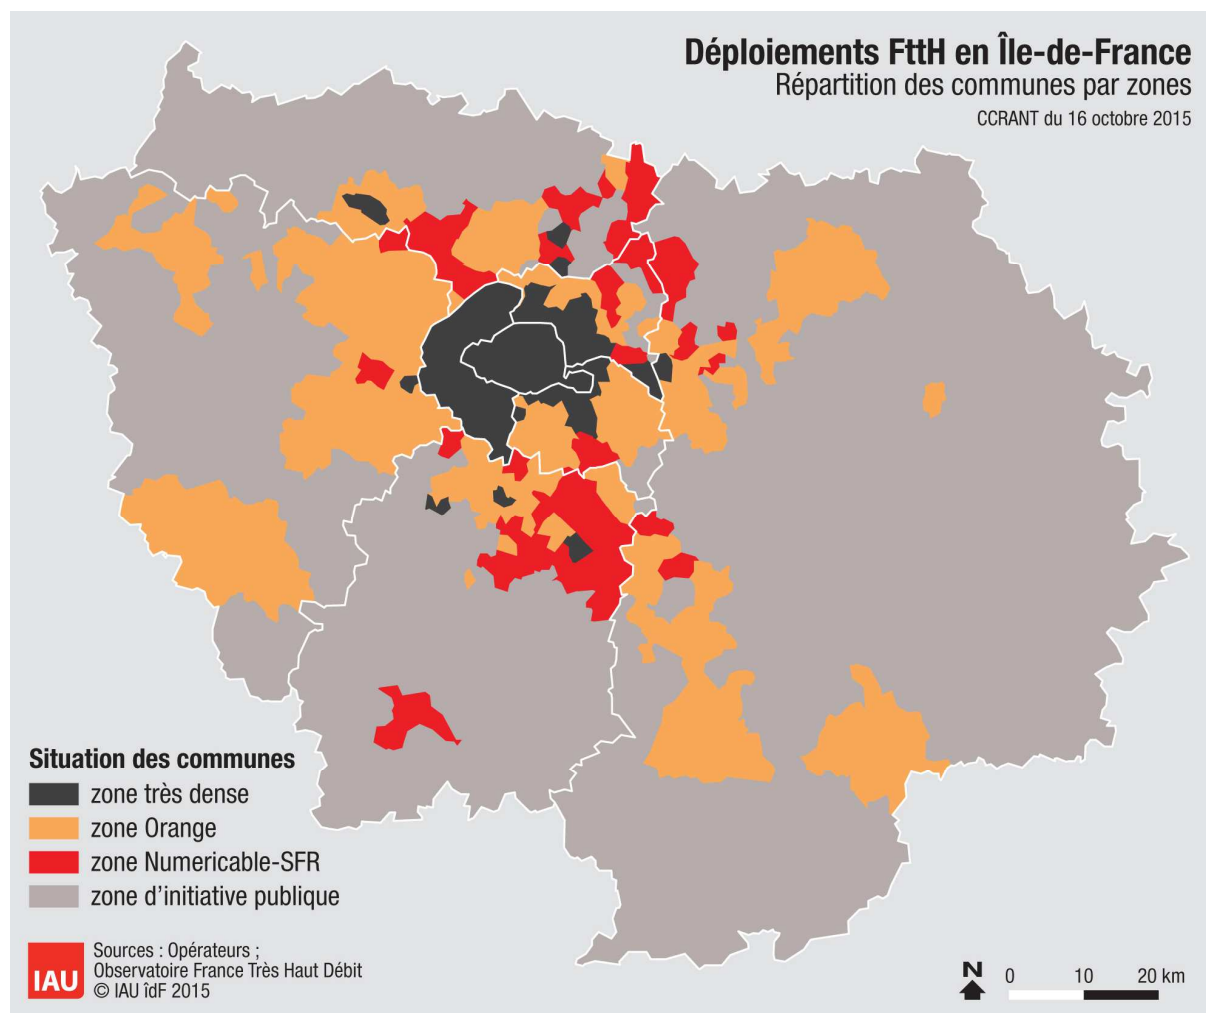 Déploiements FttH en Île-de-France
Répartition des communes par zones
CCRANT du 16 octobre 2015
Situation des communes
zone très dense
zone Orange
zone Numericable-SFR
zone d'initiative publique
IAU
Sources : Opérateurs ;
Observatoire France Très Haut Débit
© IAU îdF 2015
N
0 10 20 km